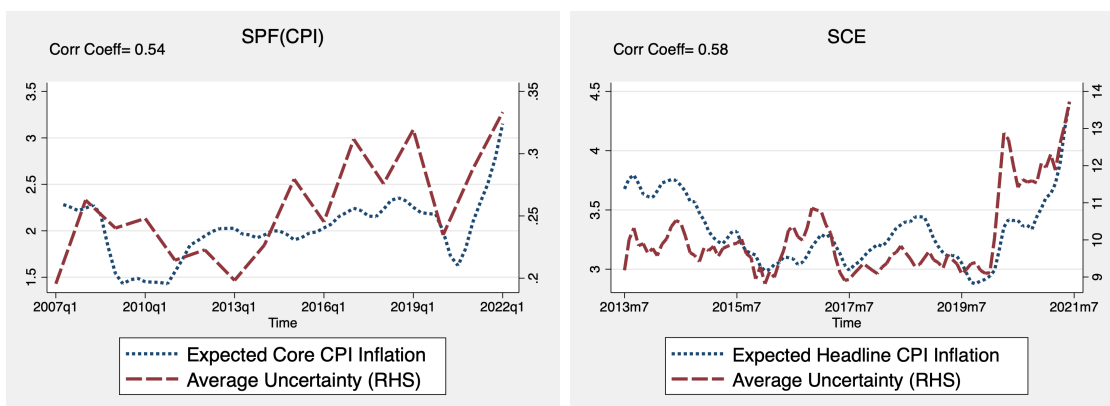 SPF(CPI)
Corr Coeff= 0.54
3.5
3
2.5
2
1.5
.35
.3
.25
.2
2007q1 2010q1 2013q1 2016q1 2019q1 2022q1
Time
Expected Core CPI Inflation
Average Uncertainty (RHS)
SCE
Corr Coeff= 0.58
4.5
4
3.5
3
14
13
12
11
10
9
2013m7 2015m7 2017m7 2019m7 2021m7
Time
Expected Headline CPI Inflation
Average Uncertainty (RHS)